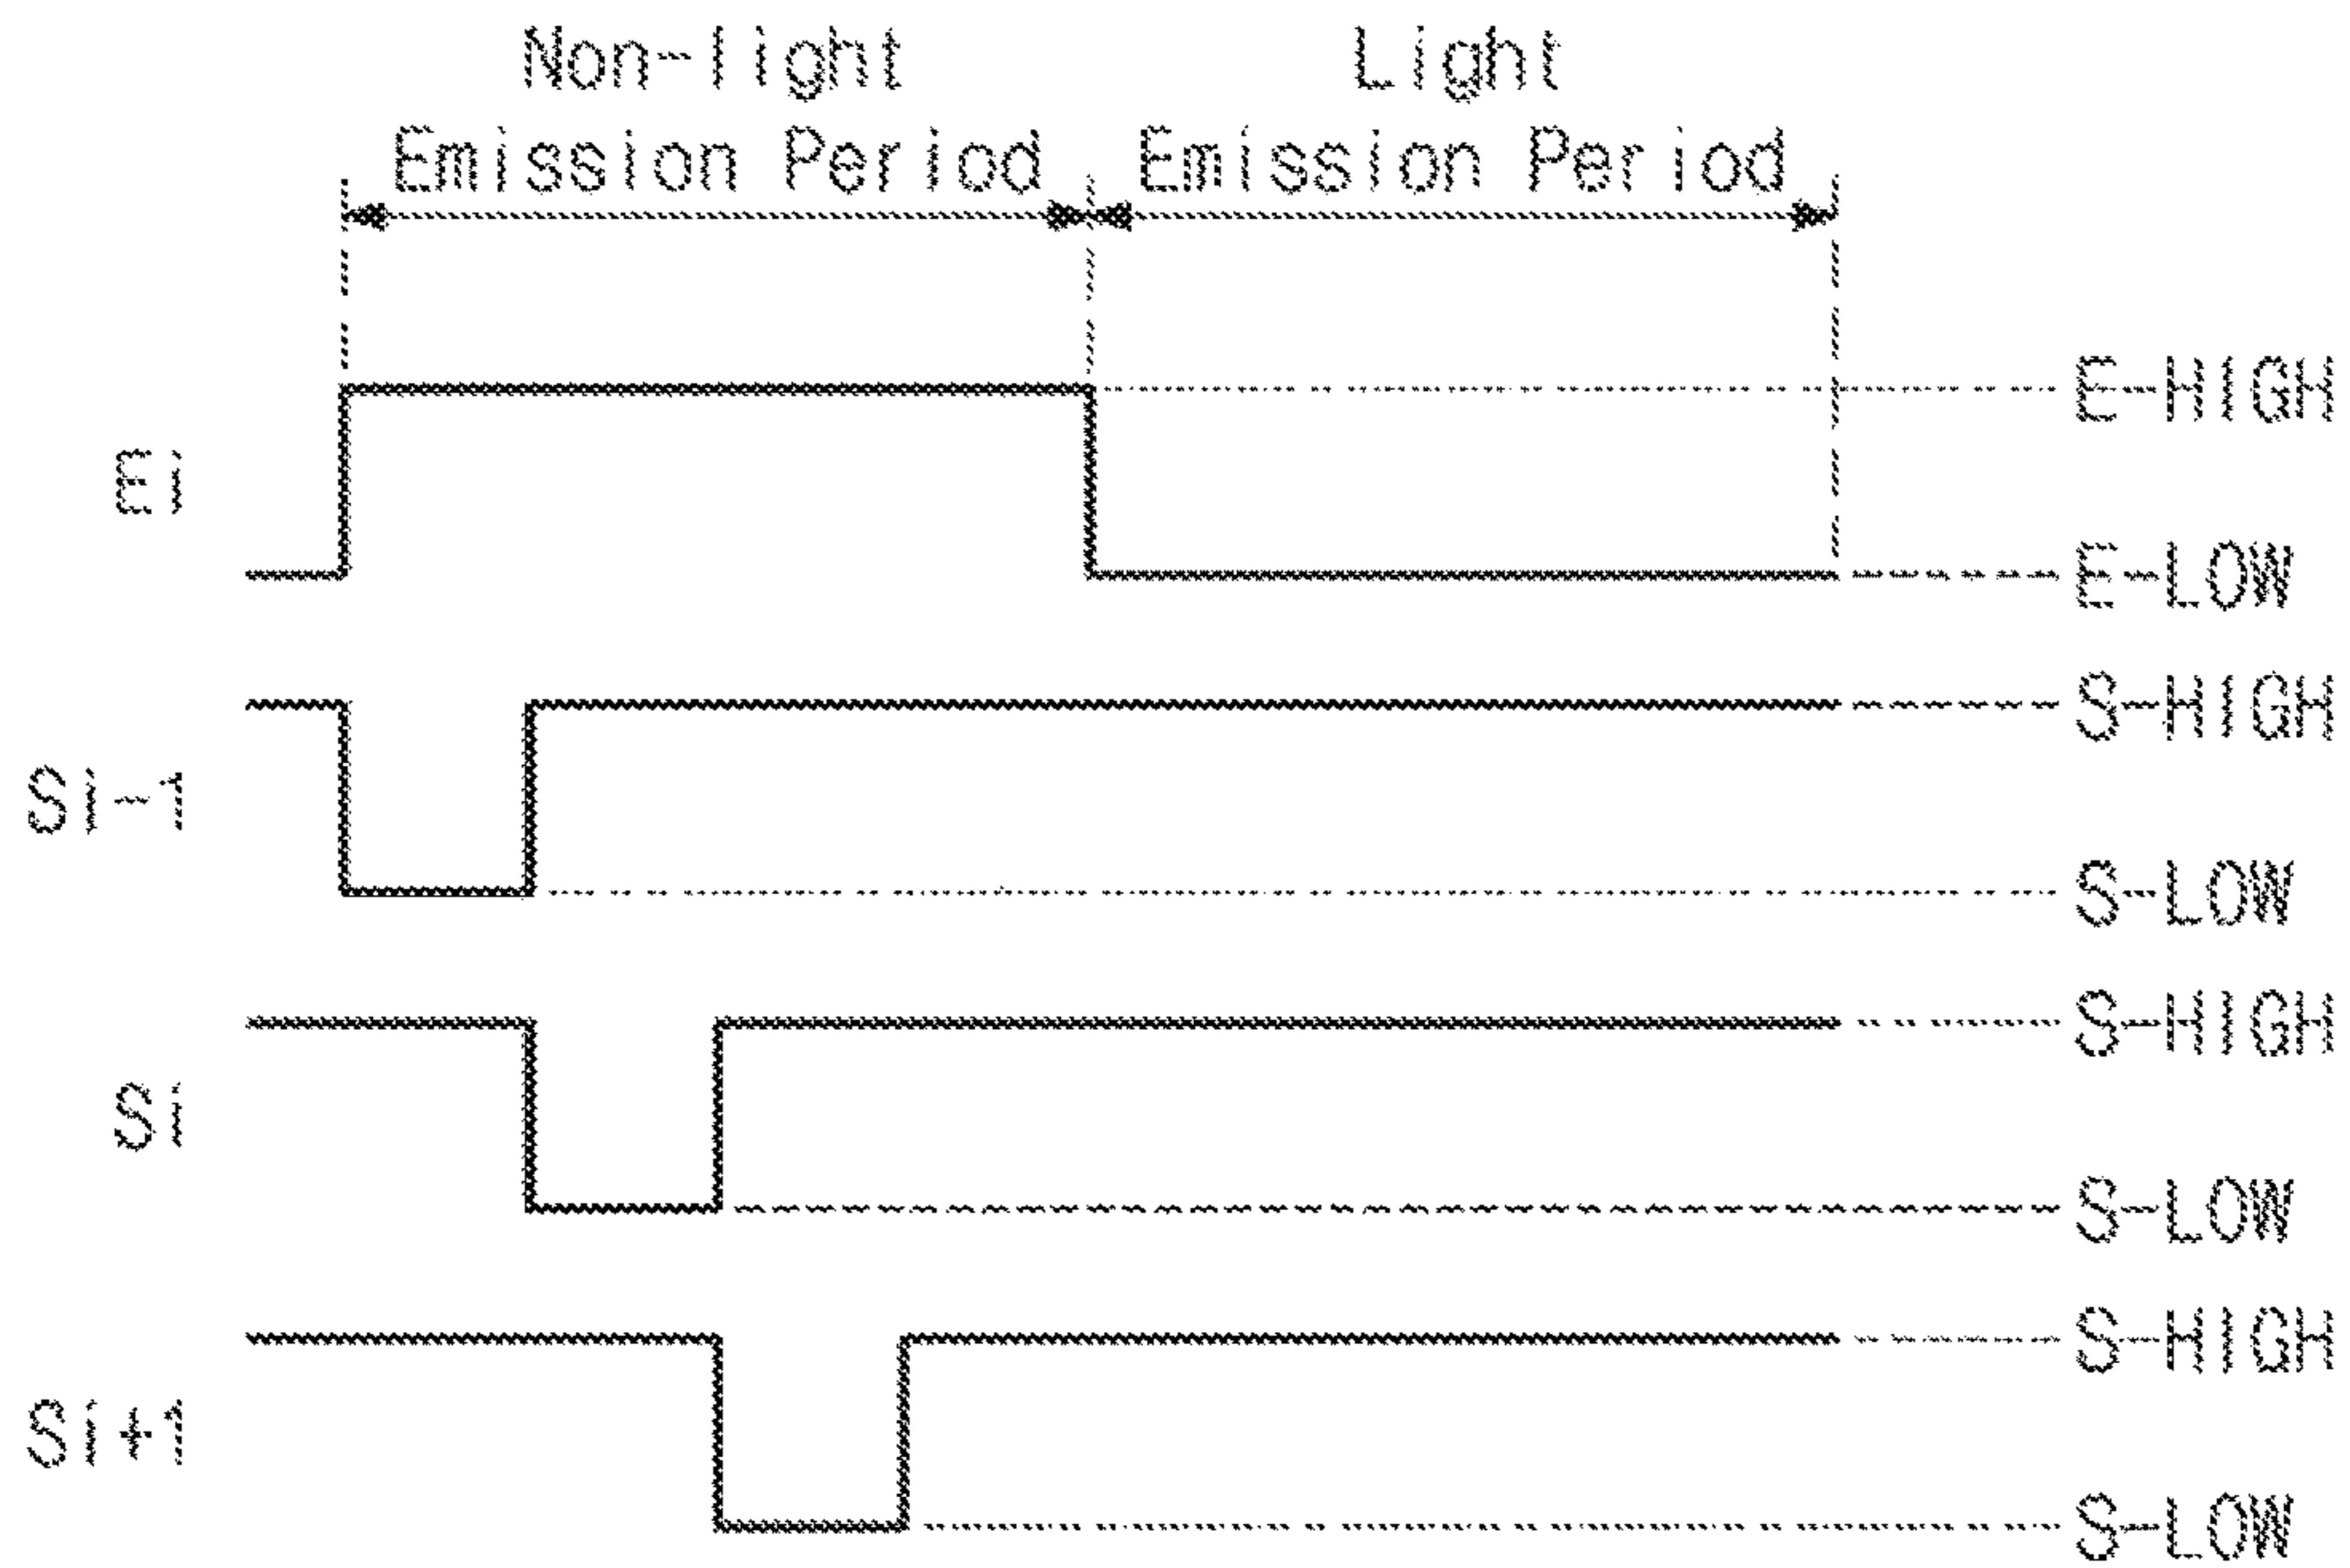 Non-light
Emission Period
Light
Emission Period
Ei
E-HIGH
E-LOW
Si-1
S-HIGH
S-LOW
Si
S-HIGH
S-LOW
Si+1
S-HIGH
S-LOW